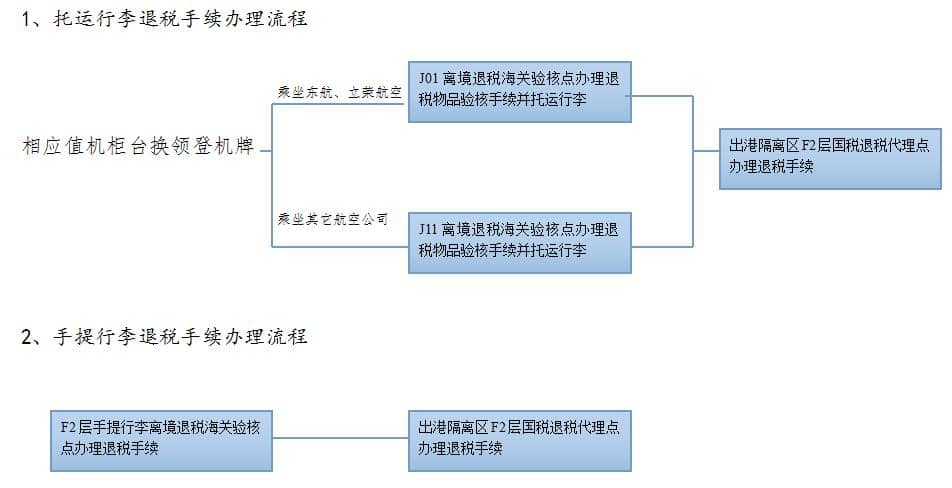 1、托运行李退税手续办理流程
乘坐东航、立荣航空
J01 离境退税海关验核点办理退
税物品验核手续并托运行李
相应值机柜台换领登机牌
出港隔离区F2层国税退税代理点
办理退税手续
乘坐其它航空公司
J11 离境退税海关验核点办理退
税物品验核手续并托运行李
2、手提行李退税手续办理流程
F2 层手提行李离境退税海关验核
点办理退税手续
出港隔离区F2层国税退税代理点
办理退税手续